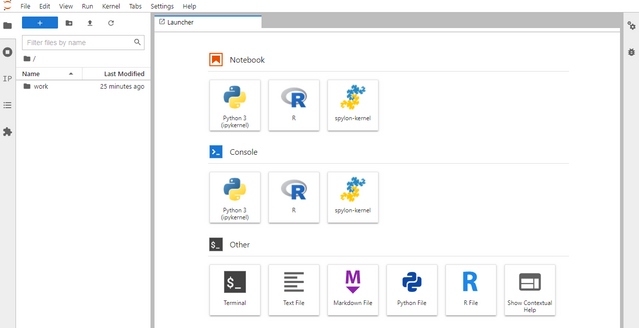 File Edit View Run Kernel Tabs Settings Help
+
Filter files by name
/
Name Last Modified
work 25 minutes ago
IP
Launcher
Notebook
Python 3
(ipykernel)
R
spylon-kernel
Console
Python 3
(ipykernel)
R
spylon-kernel
$_ Other
$_
Terminal
Text File
M
Markdown File
Python File
R
R File
Show Contextual
Help